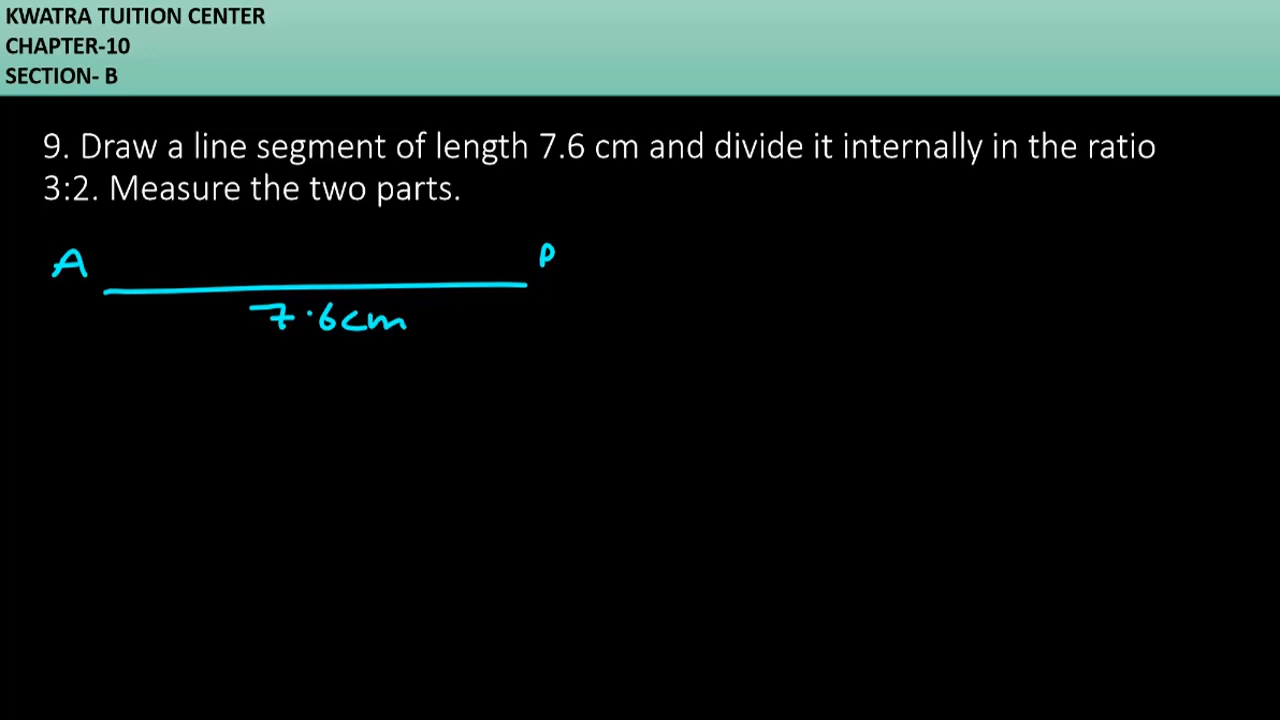 KWATRA TUITION CENTER
CHAPTER-10
SECTION- B
9. Draw a line segment of length 7.6 cm and divide it internally in the ratio
3:2. Measure the two parts.
A P
7.6cm